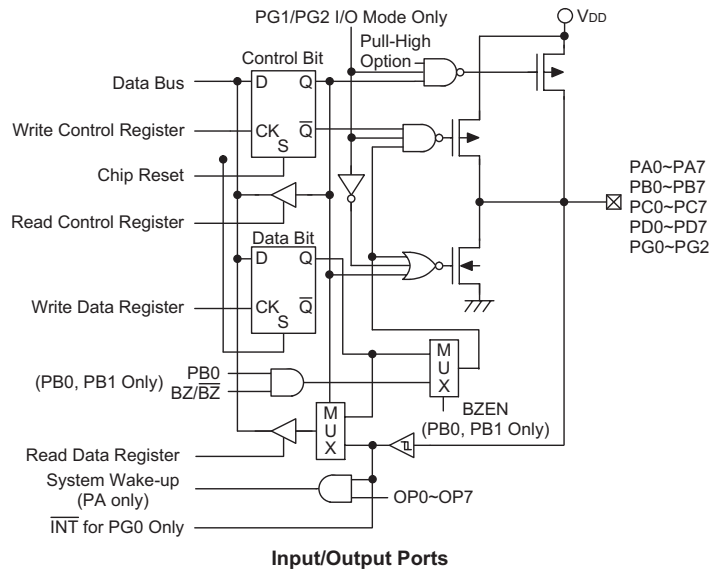 PG1/PG2 I/O Mode Only
VDD
Control Bit
Pull-High
Option
Data Bus
D
Q
Write Control Register
CK
Q̅
S
Chip Reset
Read Control Register
Data Bit
D
Q
Write Data Register
CK
Q̅
S
PA0~PA7
PB0~PB7
PC0~PC7
PD0~PD7
PG0~PG2
PB0
(PB0, PB1 Only)
BZ/B̅Z̅
M
U
X
BZEN
(PB0, PB1 Only)
M
U
X
Read Data Register
System Wake-up
(PA only)
OP0~OP7
I̅N̅T̅ for PG0 Only
Input/Output Ports